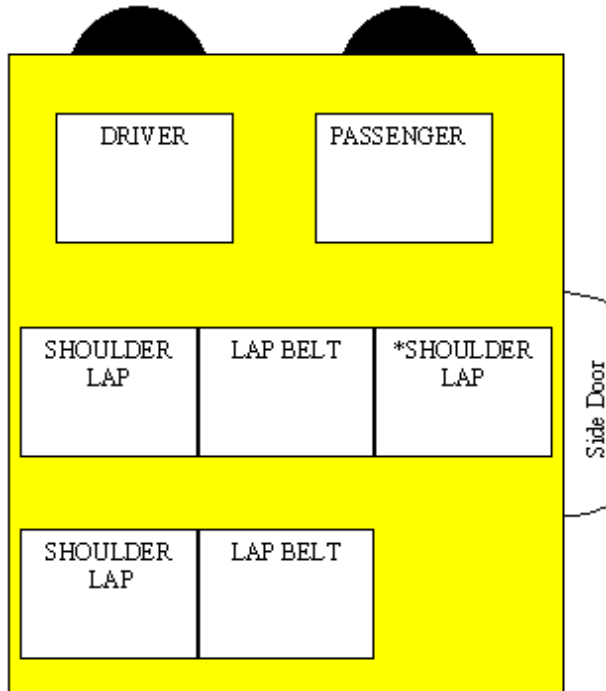 DRIVER
PASSENGER
SHOULDER
LAP
LAP BELT
*SHOULDER
LAP
Side Door
SHOULDER
LAP
LAP BELT